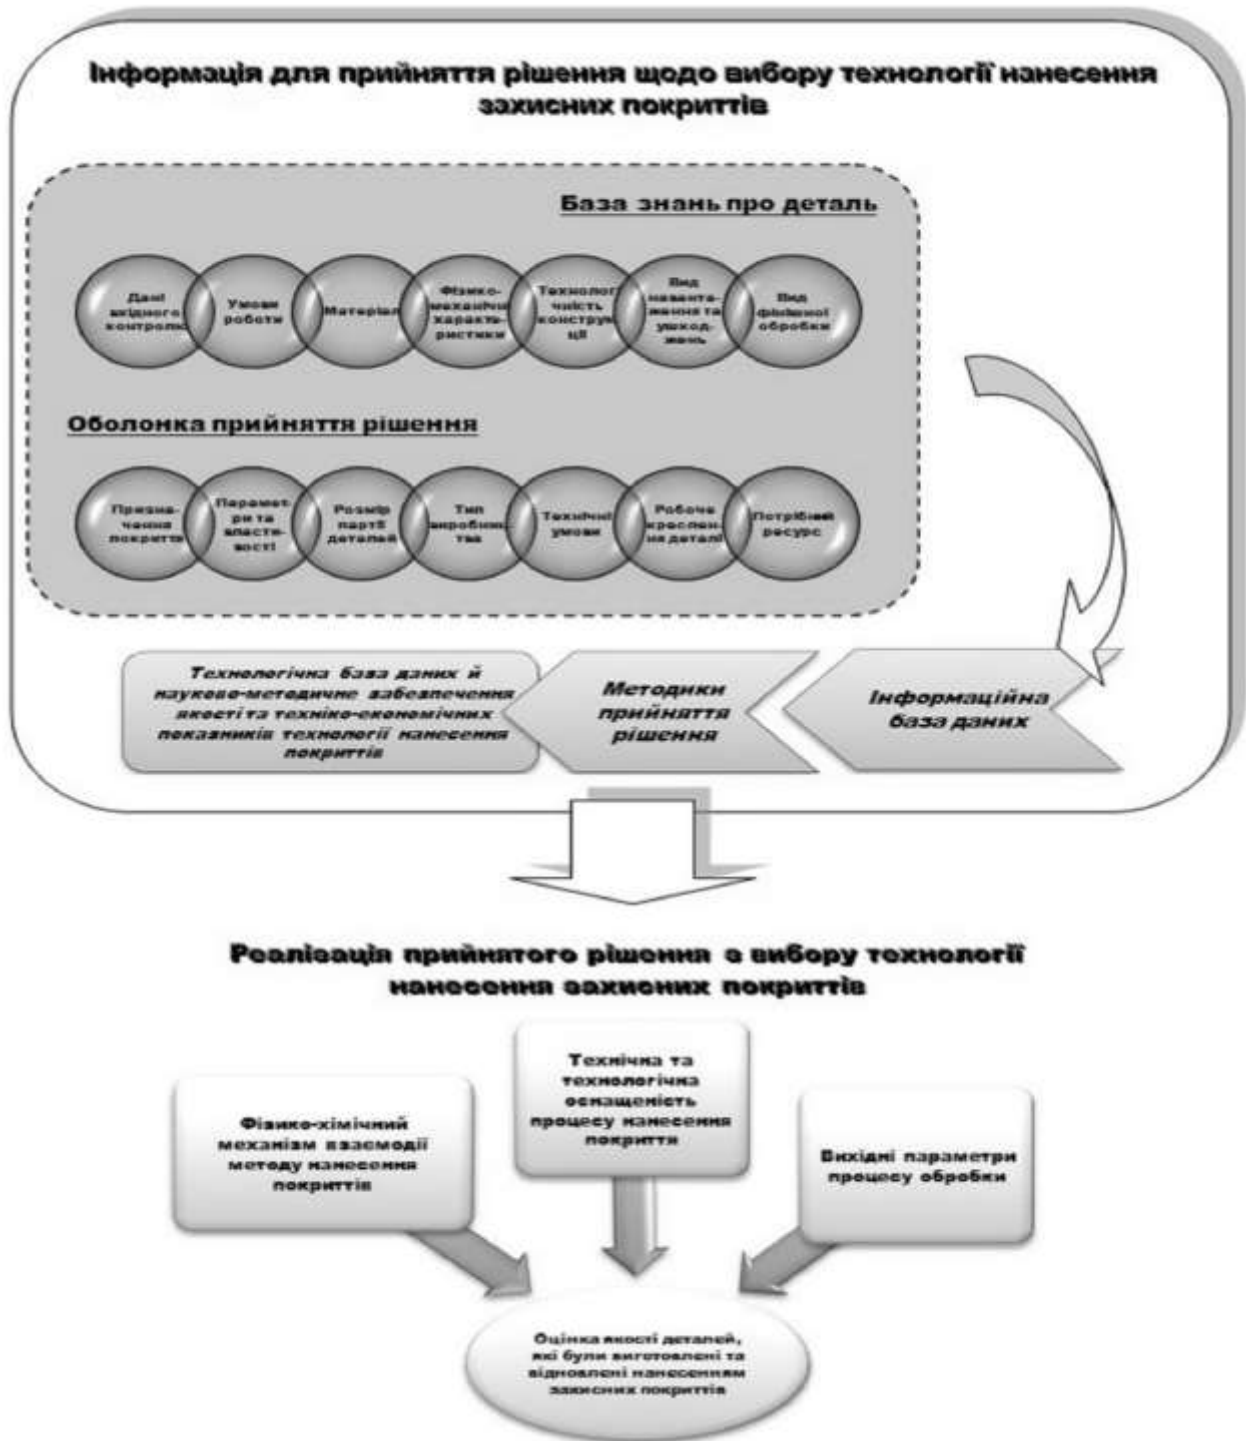 Інформація для прийняття рішення щодо вибору технології нанесення
захисних покриттів
База знань про деталь
Дані
вхідного
контролю
Умови
роботи
Матеріал
Фізико-
механічні
характе-
ристики
Технологі
чність
конструк
ції
Вид
наванта-
ження та
ушкод-
жень
Вид
фінішної
обробки
Оболонка прийняття рішення
Призна-
чення
покриття
Парамет-
ри та
власти-
вості
Розмір
партії
деталей
Тип
виробниц-
тва
Технічні
умови
Робоче
креслен-
ня деталі
Потрібний
ресурс
Технологічна база даних й
науково-методичне забезпечення
якості та техніко-економічних
показників технології нанесення
покриттів
Методики
прийняття
рішення
Інформаційна
база даних
Реалізація прийнятого рішення з вибору технології
нанесення захисних покриттів
Фізико-хімічний
механізм взаємодії
методу нанесення
покриттів
Технічна та
технологічна
оснащеність
процесу нанесення
покриття
Вихідні параметри
процесу обробки
Оцінка якості деталей,
які були виготовлені та
відновлені нанесенням
захисних покриттів